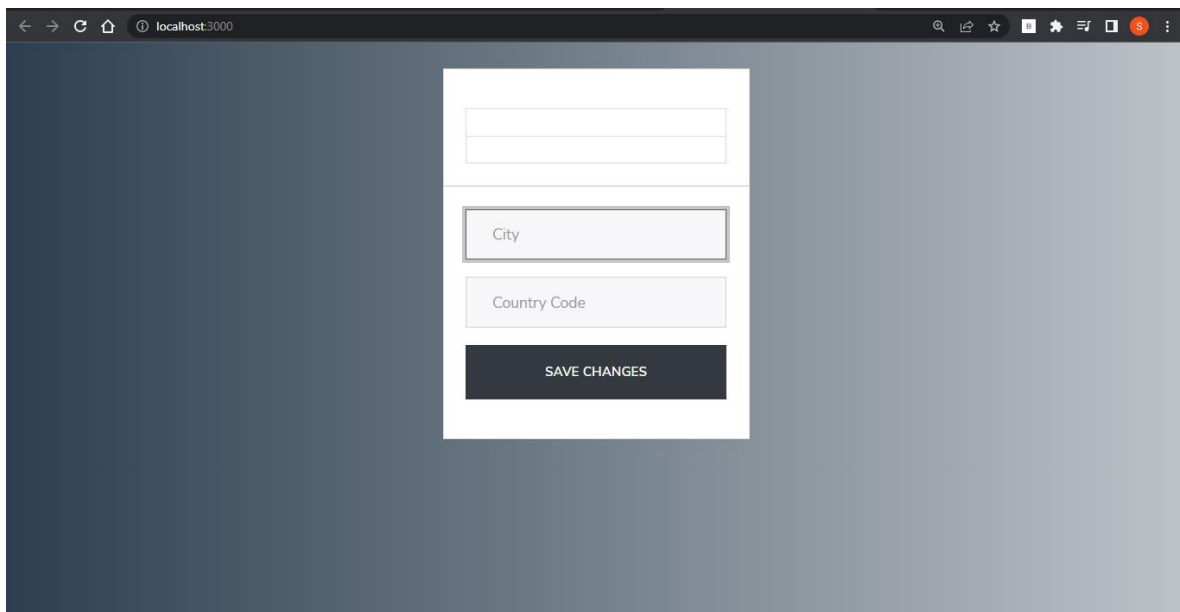 localhost:3000
B
S
City
Country Code
SAVE CHANGES